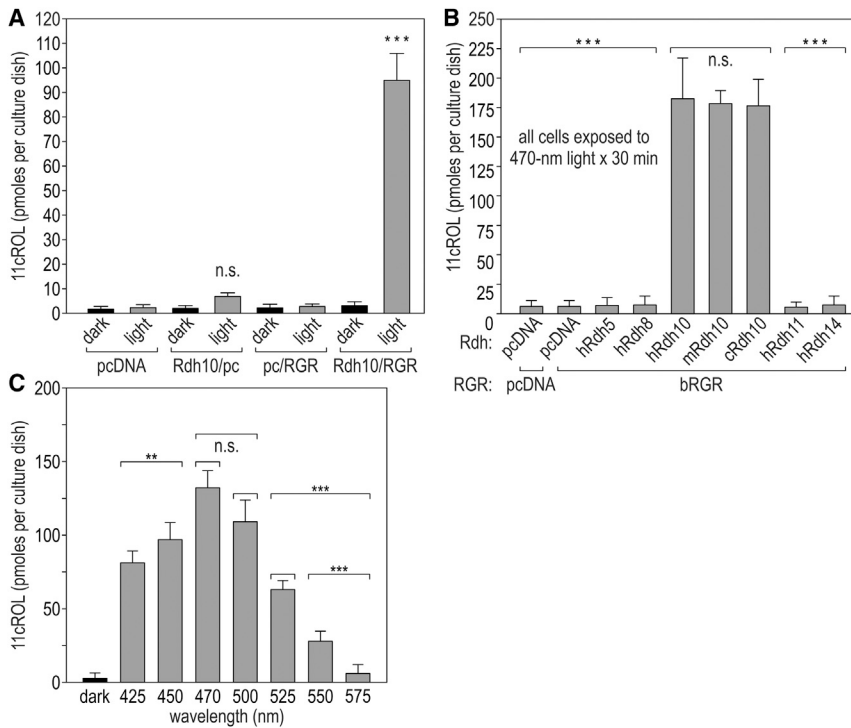 A
11cROL (pmoles per culture dish)
120
110
100
90
80
70
60
50
40
30
20
10
0
n.s.
***
dark light dark light dark light dark light
pcDNA Rdh10/pc pc/RGR Rdh10/RGR
B
11cROL (pmoles per culture dish)
250
225
200
175
150
125
100
75
50
25
0
*** n.s. ***
all cells exposed to
470-nm light x 30 min
Rdh: pcDNA pcDNA hRdh5 hRdh8 hRdh10 mRdh10 cRdh10 hRdh11 hRdh14
RGR: pcDNA bRGR
C
11cROL (pmoles per culture dish)
200
150
100
50
0
** n.s. ***
***
dark 425 450 470 500 525 550 575
wavelength (nm)